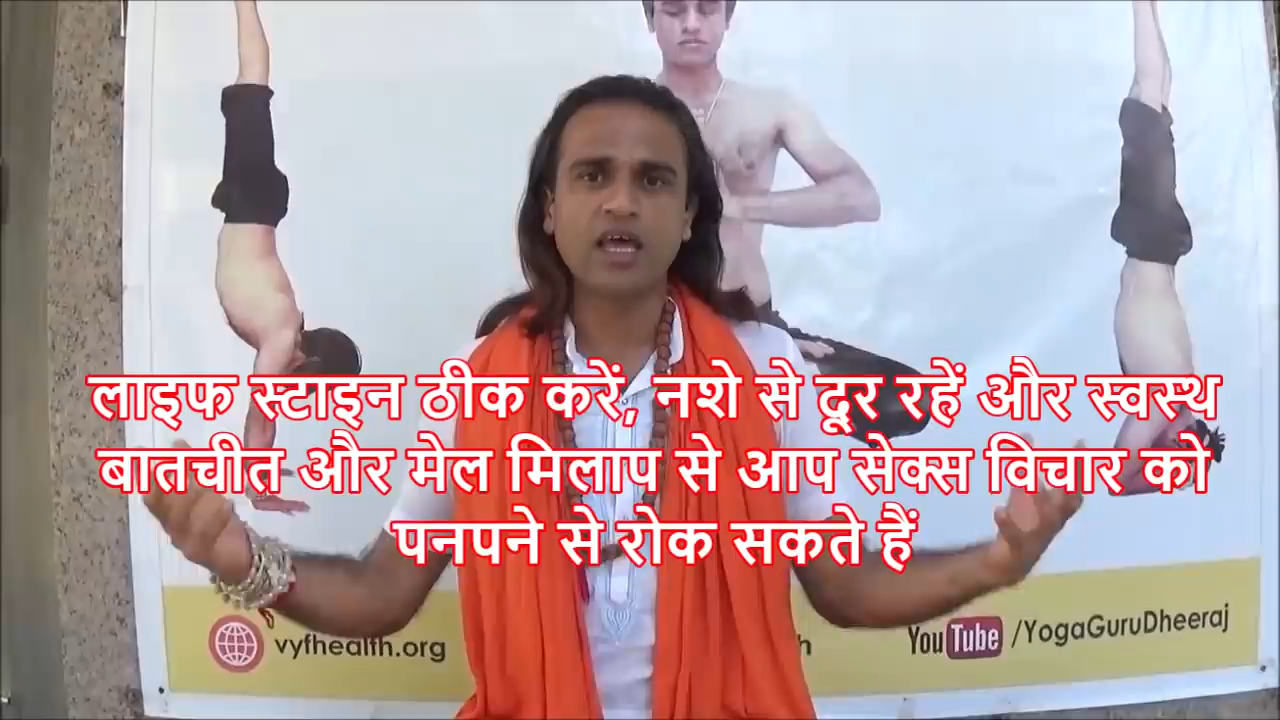 लाइफ स्टाइन ठीक करें, नशे से दूर रहें और स्वस्थ
बातचीत और मेल मिलाप से आप सेक्स विचार को
पनपने से रोक सकते हैं
vyfhealth.org
YouTube /YogaGuruDheeraj